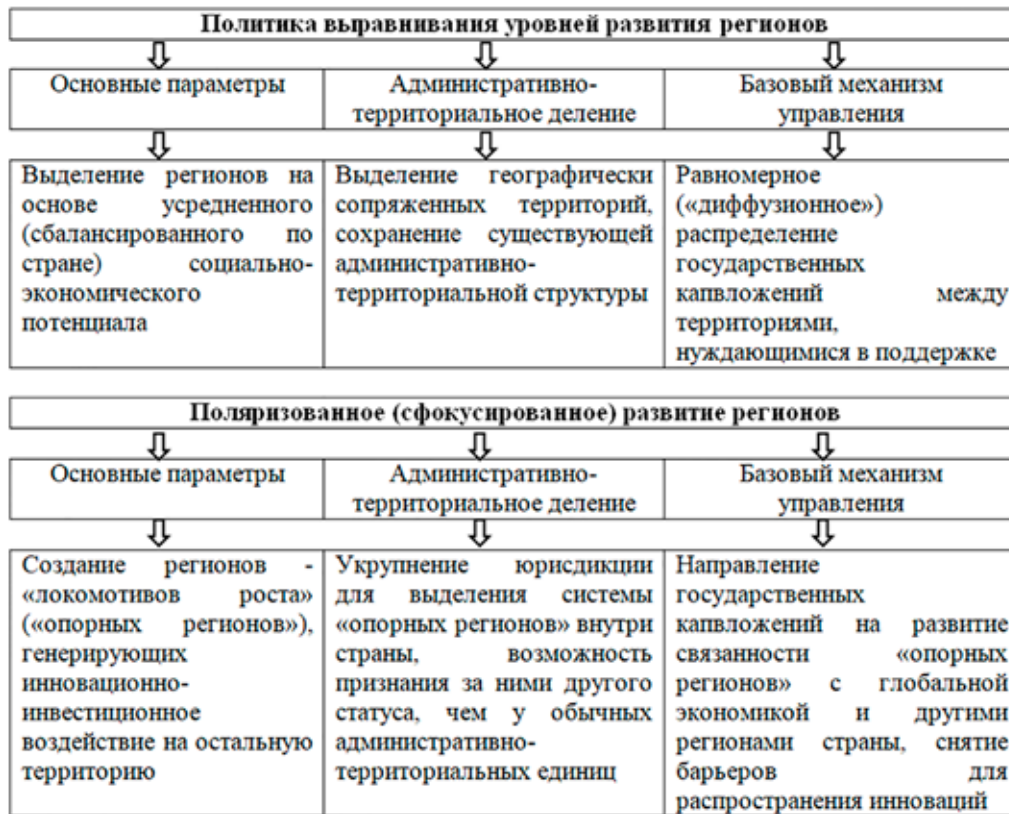 Политика выравнивания уровней развития регионов
Основные параметры
Административно-
территориальное деление
Базовый механизм
управления
Выделение регионов на
основе усредненного
(сбалансированного по
стране) социально-
экономического
потенциала
Выделение географически
сопряженных территорий,
сохранение существующей
административно-
территориальной структуры
Равномерное
(«диффузионное»)
распределение
государственных
капвложений между
территориями,
нуждающимися в поддержке
Поляризованное (сфокусированное) развитие регионов
Основные параметры
Административно-
территориальное деление
Базовый механизм
управления
Создание регионов -
«локомотивов роста»
(«опорных регионов»),
генерирующих
инновационно-
инвестиционное
воздействие на остальную
территорию
Укрупнение юрисдикции
для выделения системы
«опорных регионов» внутри
страны, возможность
признания за ними другого
статуса, чем у обычных
административно-
территориальных единиц
Направление
государственных
капвложений на развитие
связанности «опорных
регионов» с глобальной
экономикой и другими
регионами страны, снятие
барьеров для
распространения инноваций